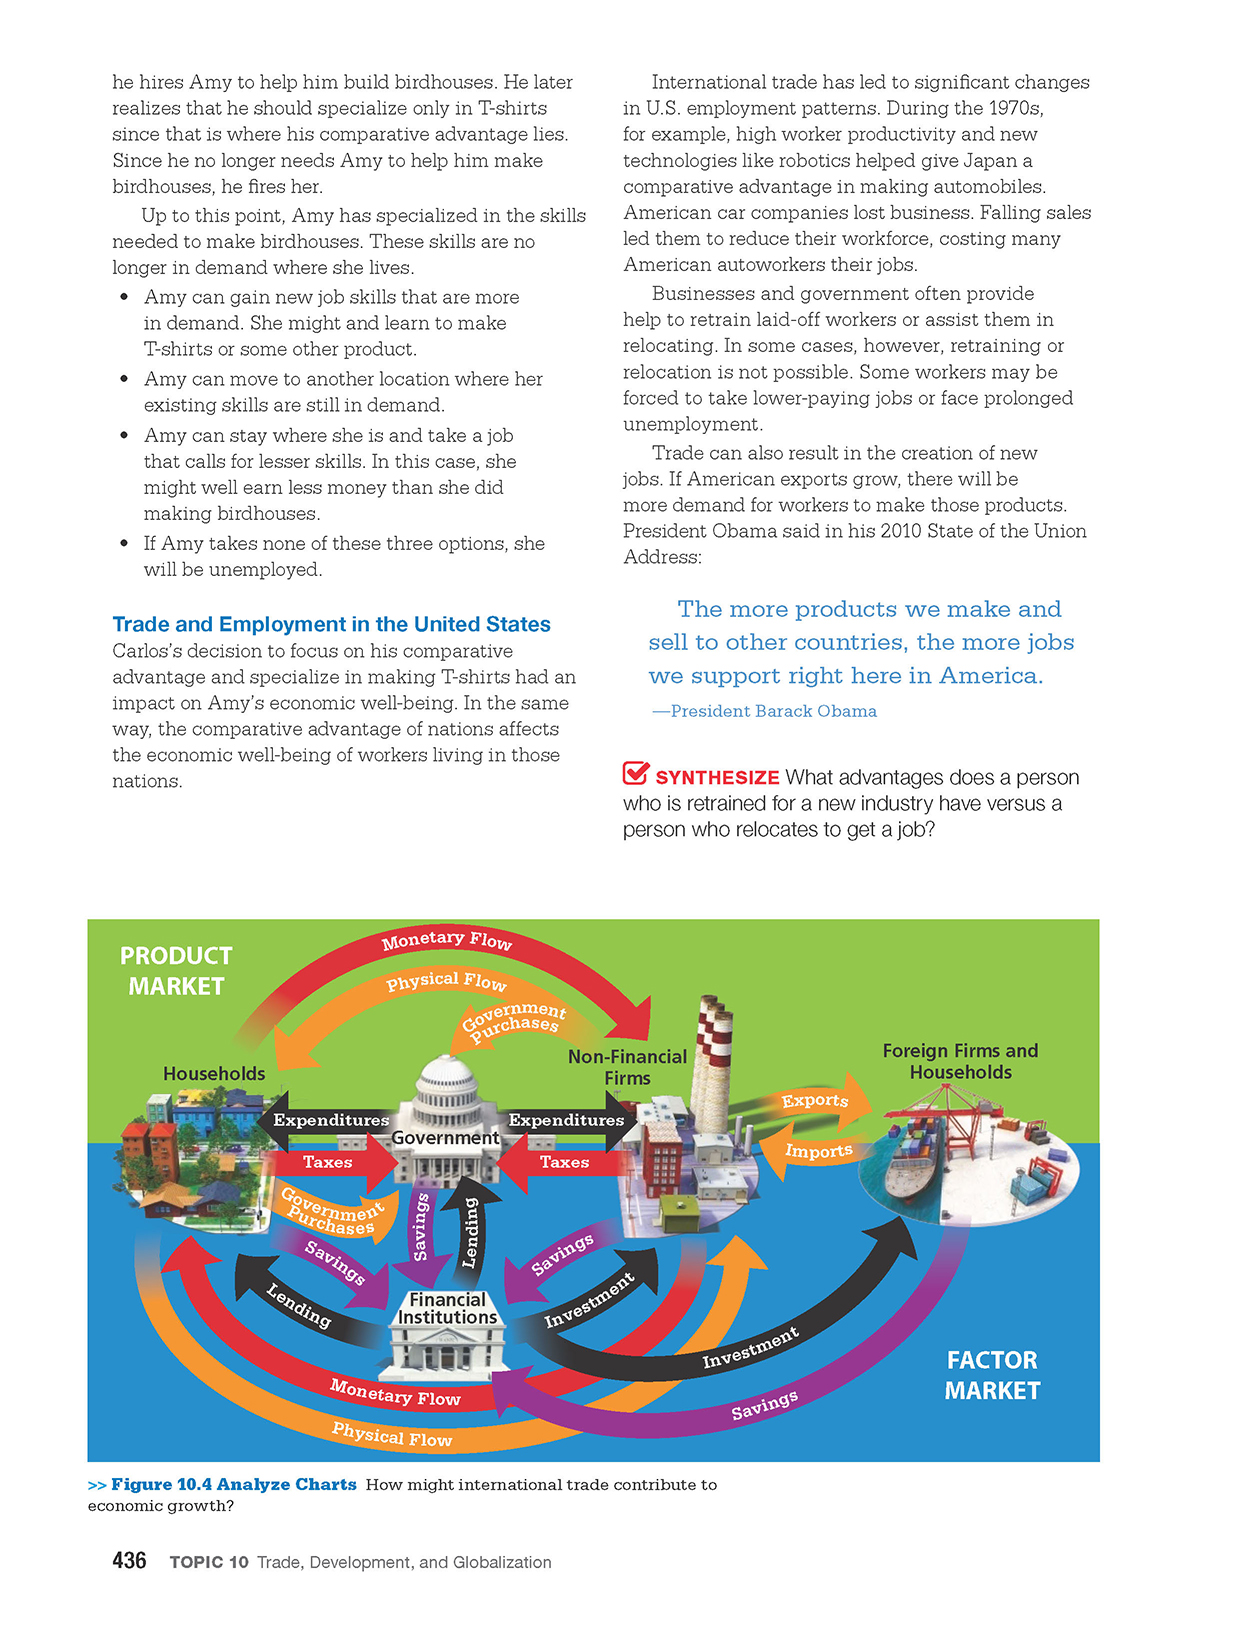 he hires Amy to help him build birdhouses. He later
realizes that he should specialize only in T-shirts
since that is where his comparative advantage lies.
Since he no longer needs Amy to help him make
birdhouses, he fires her.
Up to this point, Amy has specialized in the skills
needed to make birdhouses. These skills are no
longer in demand where she lives.
• Amy can gain new job skills that are more
in demand. She might and learn to make
T-shirts or some other product.
• Amy can move to another location where her
existing skills are still in demand.
• Amy can stay where she is and take a job
that calls for lesser skills. In this case, she
might well earn less money than she did
making birdhouses.
• If Amy takes none of these three options, she
will be unemployed.
Trade and Employment in the United States
Carlos's decision to focus on his comparative
advantage and specialize in making T-shirts had an
impact on Amy's economic well-being. In the same
way, the comparative advantage of nations affects
the economic well-being of workers living in those
nations.
International trade has led to significant changes
in U.S. employment patterns. During the 1970s,
for example, high worker productivity and new
technologies like robotics helped give Japan a
comparative advantage in making automobiles.
American car companies lost business. Falling sales
led them to reduce their workforce, costing many
American autoworkers their jobs.
Businesses and government often provide
help to retrain laid-off workers or assist them in
relocating. In some cases, however, retraining or
relocation is not possible. Some workers may be
forced to take lower-paying jobs or face prolonged
unemployment.
Trade can also result in the creation of new
jobs. If American exports grow, there will be
more demand for workers to make those products.
President Obama said in his 2010 State of the Union
Address:
The more products we make and
sell to other countries, the more jobs
we support right here in America.
—President Barack Obama
SYNTHESIZE What advantages does a person
who is retrained for a new industry have versus a
person who relocates to get a job?
PRODUCT
MARKET
Monetary Flow
Physical Flow
Government
Purchases
Households
Non-Financial
Firms
Foreign Firms and
Households
Expenditures
Government
Expenditures
Taxes
Taxes
Exports
Imports
Government
Purchases
Savings
Lending
Savings
Savings
Lending
Financial
Institutions
Investment
Investment
Monetary Flow
Physical Flow
Savings
FACTOR
MARKET
>> Figure 10.4 Analyze Charts How might international trade contribute to
economic growth?
436 TOPIC 10 Trade, Development, and Globalization